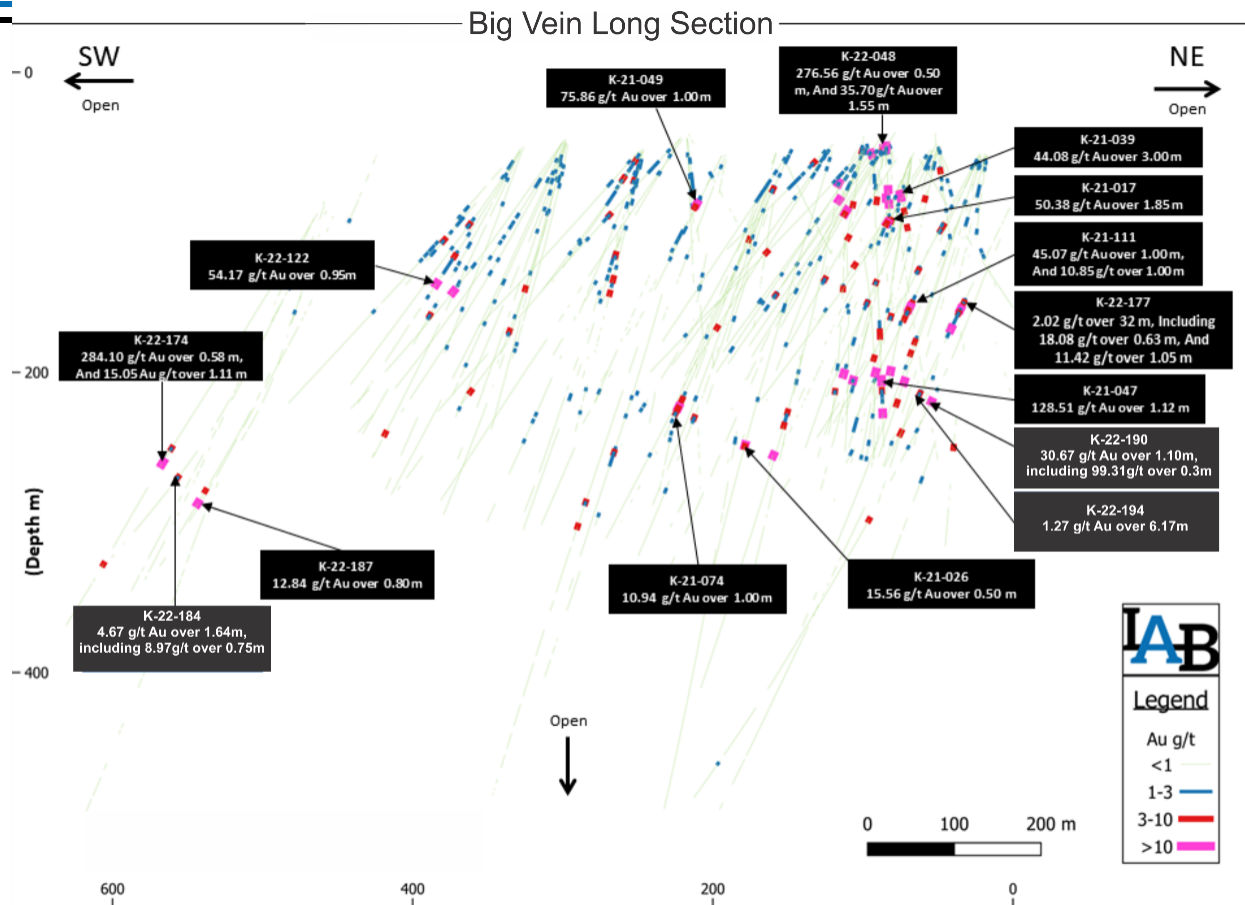 Big Vein Long Section
SW
Open
NE
Open
0
200
400
(Depth m)
K-21-049
75.86 g/t Au over 1.00m
K-22-048
276.56 g/t Au over 0.50
m, And 35.70g/t Au over
1.55 m
K-21-039
44.08 g/t Au over 3.00m
K-21-017
50.38 g/t Au over 1.85m
K-21-111
45.07 g/t Au over 1.00m,
And 10.85g/t over 1.00m
K-22-177
2.02 g/t over 32 m, Including
18.08 g/t over 0.63 m, And
11.42 g/t over 1.05 m
K-21-047
128.51 g/t Au over 1.12 m
K-22-190
30.67 g/t Au over 1.10m,
including 99.31g/t over 0.3m
K-22-194
1.27 g/t Au over 6.17m
K-22-122
54.17 g/t Au over 0.95m
K-22-174
284.10 g/t Au over 0.58 m,
And 15.05 Au g/t over 1.11 m
K-22-187
12.84 g/t Au over 0.80m
K-22-184
4.67 g/t Au over 1.64m,
including 8.97g/t over 0.75m
K-21-074
10.94 g/t Au over 1.00m
K-21-026
15.56 g/t Au over 0.50 m
Open
LAB
Legend
Au g/t
<1
1-3
3-10
>10
0 100 200 m
600 400 200 0